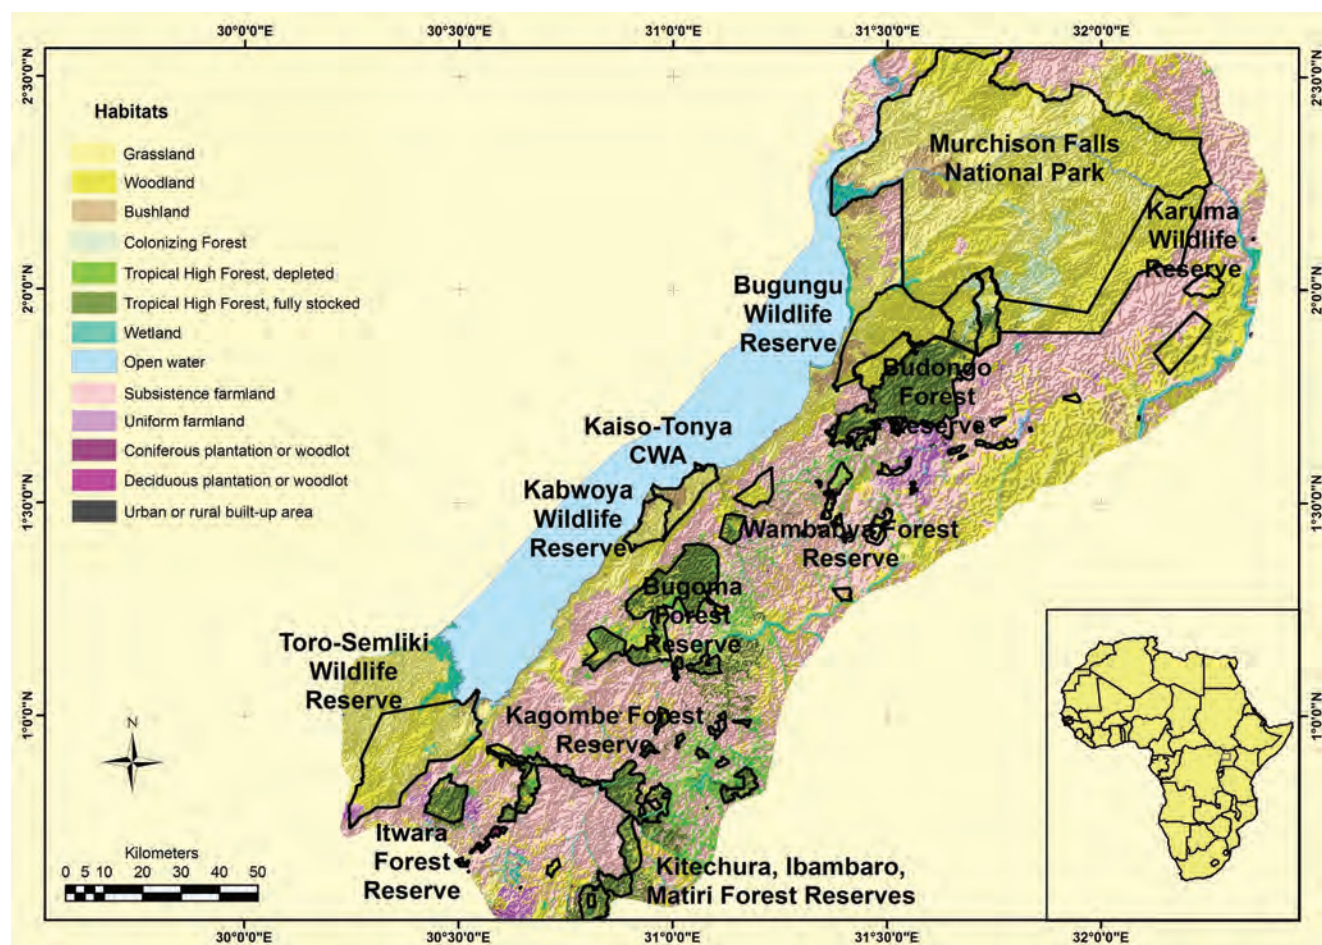 30°0'0"E
30°30'0"E
31°0'0"E
31°30'0"E
32°0'0"E
2°30'0"N
2°30'0"N
Habitats
Grassland
Woodland
Bushland
Colonizing Forest
Tropical High Forest, depleted
Tropical High Forest, fully stocked
Wetland
Open water
Subsistence farmland
Uniform farmland
Coniferous plantation or woodlot
Deciduous plantation or woodlot
Urban or rural built-up area
Murchison Falls
National Park
Karuma
Wildlife
Reserve
2°0'0"N
2°0'0"N
Bugungu
Wildlife
Reserve
Budongo
Forest
Reserve
Kaiso-Tonya
CWA
Kabwoya
Wildlife
Reserve
1°30'0"N
1°30'0"N
Wambabya Forest
Reserve
Bugoma
Forest
Reserve
Toro-Semliki
Wildlife
Reserve
1°0'0"N
1°0'0"N
Kagombe Forest
Reserve
N
Itwara
Forest
Reserve
Kitechura, Ibambaro,
Matiri Forest Reserves
Kilometers
0 5 10 20 30 40 50
30°0'0"E
30°30'0"E
31°0'0"E
31°30'0"E
32°0'0"E